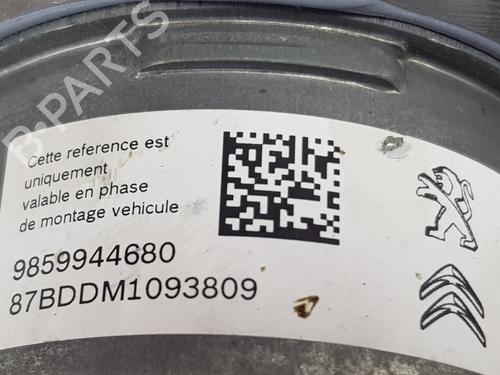 B-PARTS
Cette reference est
uniquement
valable en phase
de montage vehicule
9859944680
87BDDM1093809